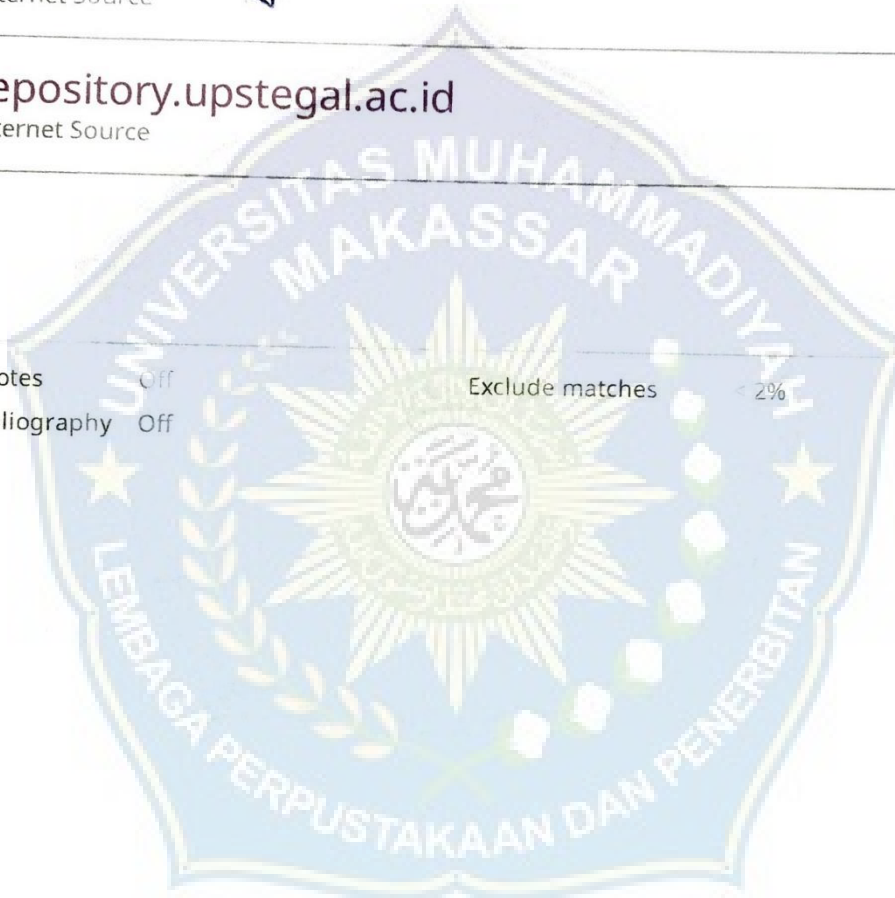 epository.upstegal.ac.id
ternet Source
UNIVERSITAS MUHAMMADIYAH
MAKASSAR
otes Off Exclude matches < 2%
liography Off
LEMBAGA PERPUSTAKAAN DAN PENERBITAN